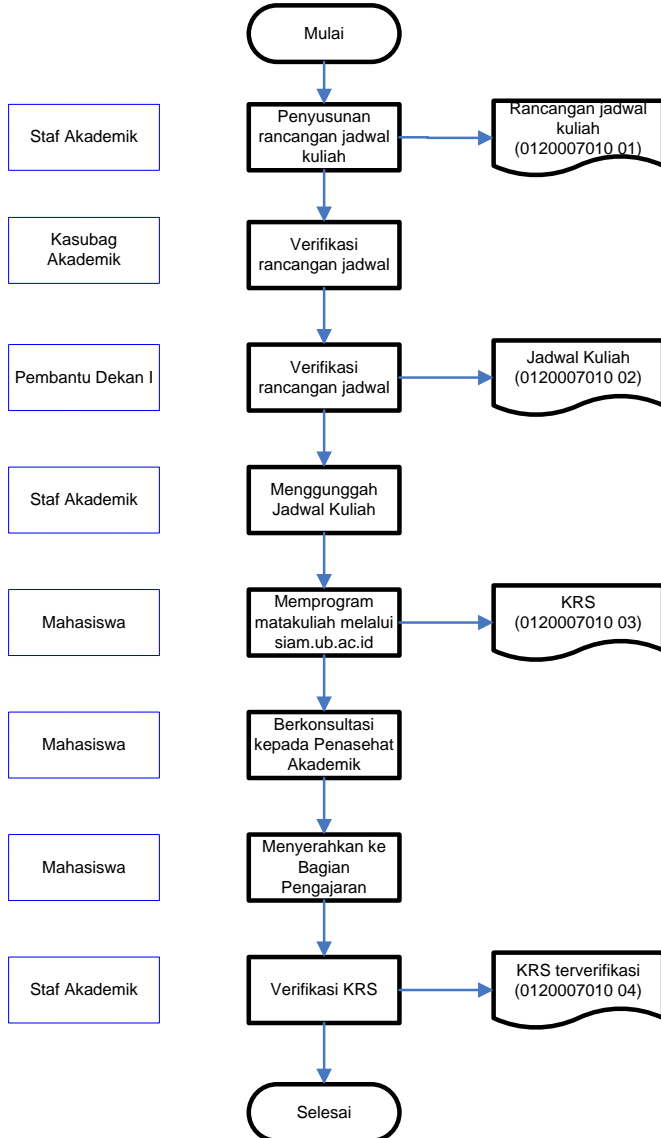 Mulai
Staf Akademik
Penyusunan
rancangan jadwal
kuliah
Rancangan jadwal
kuliah
(0120007010 01)
Kasubag
Akademik
Verifikasi
rancangan jadwal
Pembantu Dekan I
Verifikasi
rancangan jadwal
Jadwal Kuliah
(0120007010 02)
Staf Akademik
Menggunggah
Jadwal Kuliah
Mahasiswa
Memprogram
matakuliah melalui
siam.ub.ac.id
KRS
(0120007010 03)
Mahasiswa
Berkonsultasi
kepada Penasehat
Akademik
Mahasiswa
Menyerahkan ke
Bagian
Pengajaran
Staf Akademik
Verifikasi KRS
KRS terverifikasi
(0120007010 04)
Selesai